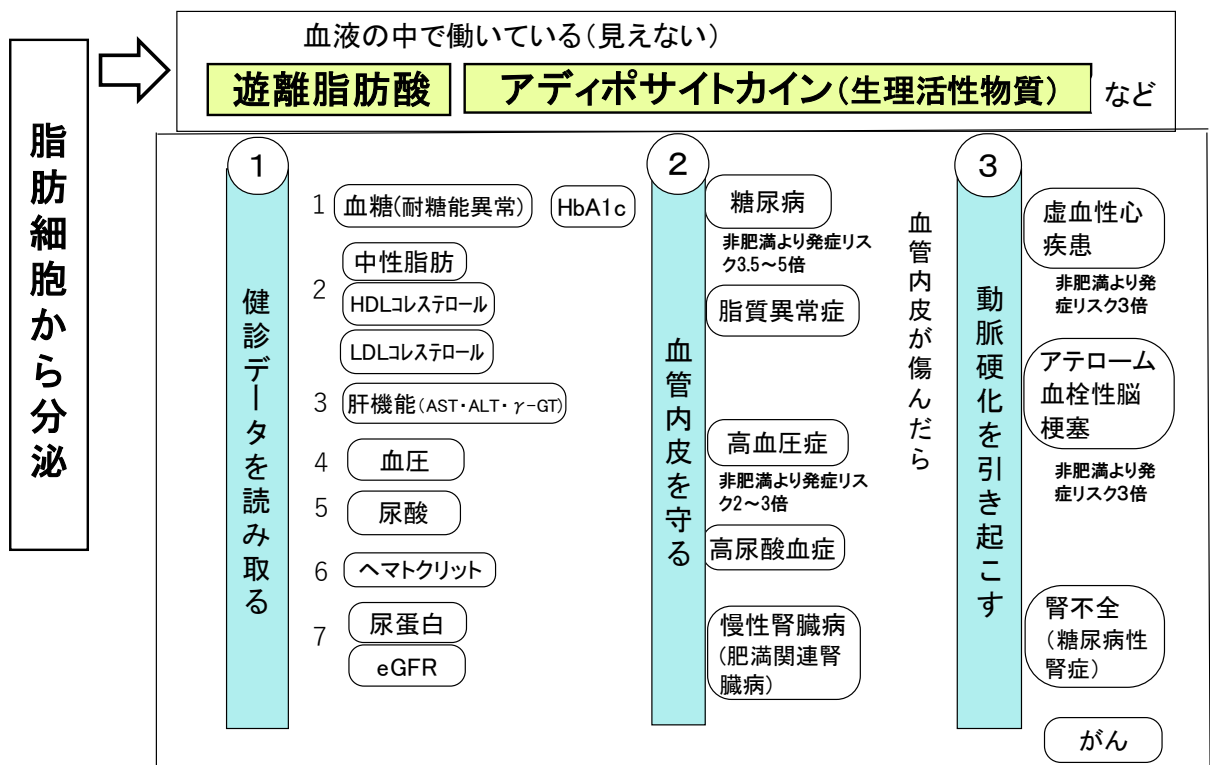 脂肪細胞から分泌
血液の中で働いている(見えない)
遊離脂肪酸
アディポサイトカイン(生理活性物質)
など
1
健診データを読み取る
1 血糖(耐糖能異常) HbA1c
2
中性脂肪
HDLコレステロール
LDLコレステロール
3 肝機能(AST・ALT・γ-GT)
4 血圧
5 尿酸
6 ヘマトクリット
7
尿蛋白
eGFR
2
血管内皮を守る
糖尿病
非肥満より発症リス
ク3.5~5倍
脂質異常症
高血圧症
非肥満より発症リス
ク2~3倍
高尿酸血症
慢性腎臓病
(肥満関連腎
臓病)
血管内皮が傷んだら
3
動脈硬化を引き起こす
虚血性心
疾患
非肥満より発
症リスク3倍
アテローム
血栓性脳
梗塞
非肥満より発
症リスク3倍
腎不全
(糖尿病性
腎症)
がん